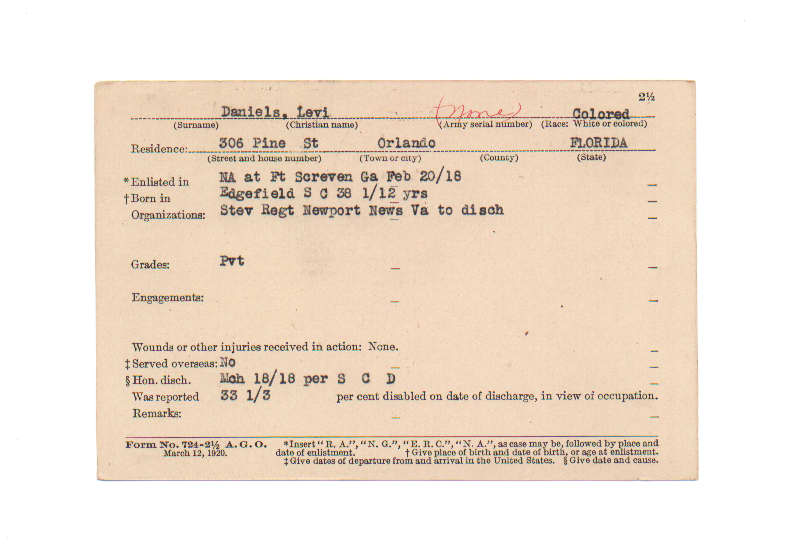 2½
Daniels, Levi None Colored
(Surname) (Christian name) (Army serial number) (Race: White or colored)
Residence: 306 Pine St Orlando FLORIDA
(Street and house number) (Town or city) (County) (State)
*Enlisted in NA at Ft Screven Ga Feb 20/18
†Born in Edgefield S C 38 1/12 yrs
Organizations: Stev Regt Newport News Va to disch
Grades: Pvt
Engagements:
Wounds or other injuries received in action: None.
‡Served overseas: No
§Hon. disch. Mch 18/18 per S C D
Was reported 33 1/3 per cent disabled on date of discharge, in view of occupation.
Remarks:
Form No. 724-2½ A. G. O. *Insert "R. A.", "N. G.", "E. R. C.", "N. A.", as case may be, followed by place and
March 12, 1920. date of enlistment. †Give place of birth and date of birth, or age at enlistment.
‡Give dates of departure from and arrival in the United States. §Give date and cause.